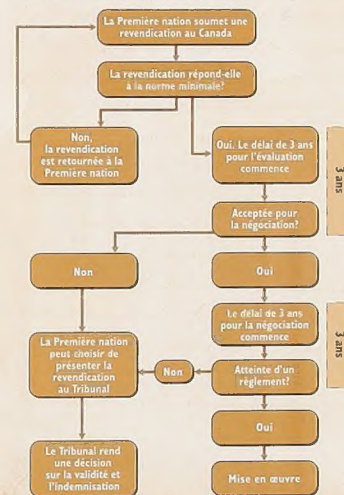 La Première nation soumet une
revendication au Canada
La revendication répond-elle
à la norme minimale?
Non,
la revendication
est retournée à la
Première nation
Oui. Le délai de 3 ans
pour l'évaluation
commence
3 ans
Acceptée pour
la négociation?
Non
Oui
Le délai de 3 ans
pour la négociation
commence
3 ans
La Première nation
peut choisir de
présenter la
revendication
au Tribunal
Non
Atteinte d'un
règlement?
Oui
Le Tribunal rend
une décision
sur la validité et
l'indemnisation
Mise en œuvre